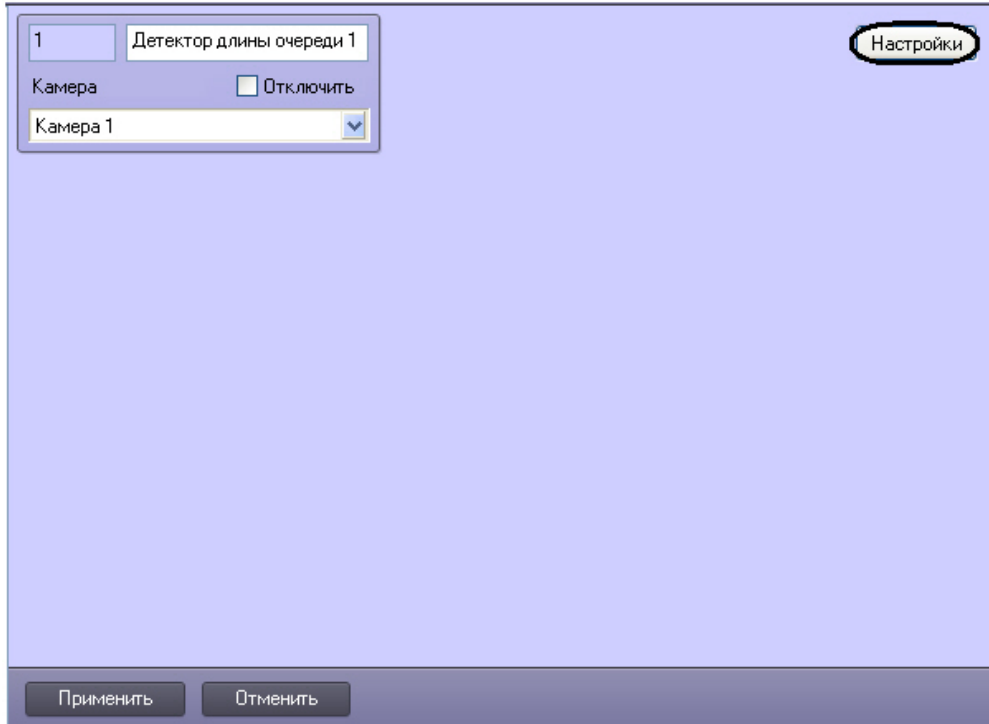 1 Детектор длины очереди 1
Настройки
Камера Отключить
Камера 1
Применить Отменить